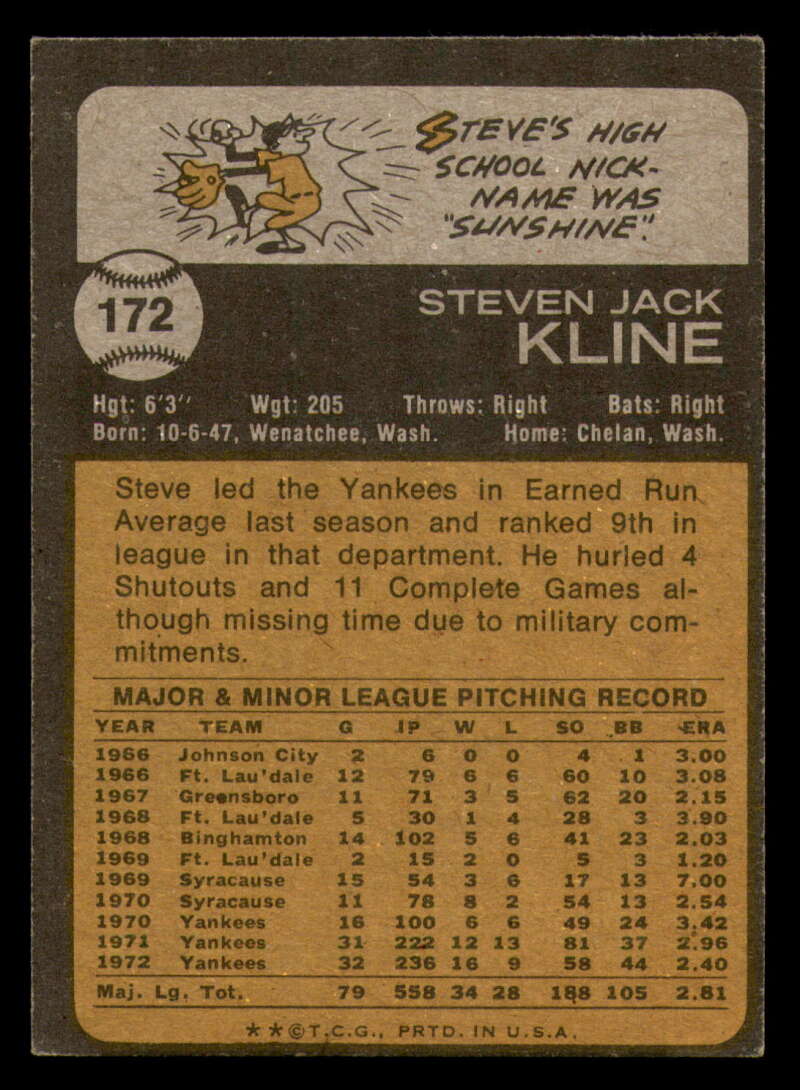 STEVE'S HIGH
SCHOOL NICK-
NAME WAS
"SUNSHINE".
172
STEVEN JACK
KLINE
Hgt: 6'3" Wgt: 205 Throws: Right Bats: Right
Born: 10-6-47, Wenatchee, Wash. Home: Chelan, Wash.
Steve led the Yankees in Earned Run
Average last season and ranked 9th in
league in that department. He hurled 4
Shutouts and 11 Complete Games al-
though missing time due to military com-
mitments.
MAJOR & MINOR LEAGUE PITCHING RECORD
YEAR TEAM G IP W L SO BB ERA
1966 Johnson City 2 6 0 0 4 1 3.00
1966 Ft. Lau'dale 12 79 6 6 60 10 3.08
1967 Greensboro 11 71 3 5 62 20 2.15
1968 Ft. Lau'dale 5 30 1 4 28 3 3.90
1968 Binghamton 14 102 5 6 41 23 2.03
1969 Ft. Lau'dale 2 15 2 0 5 3 1.20
1969 Syracause 15 54 3 6 17 13 7.00
1970 Syracause 11 78 8 2 54 13 2.54
1970 Yankees 16 100 6 6 49 24 3.42
1971 Yankees 31 222 12 13 81 37 2.96
1972 Yankees 32 236 16 9 58 44 2.40
Maj. Lg. Tot. 79 558 34 28 188 105 2.81
★★©T.C.G., PRTD. IN U.S.A.